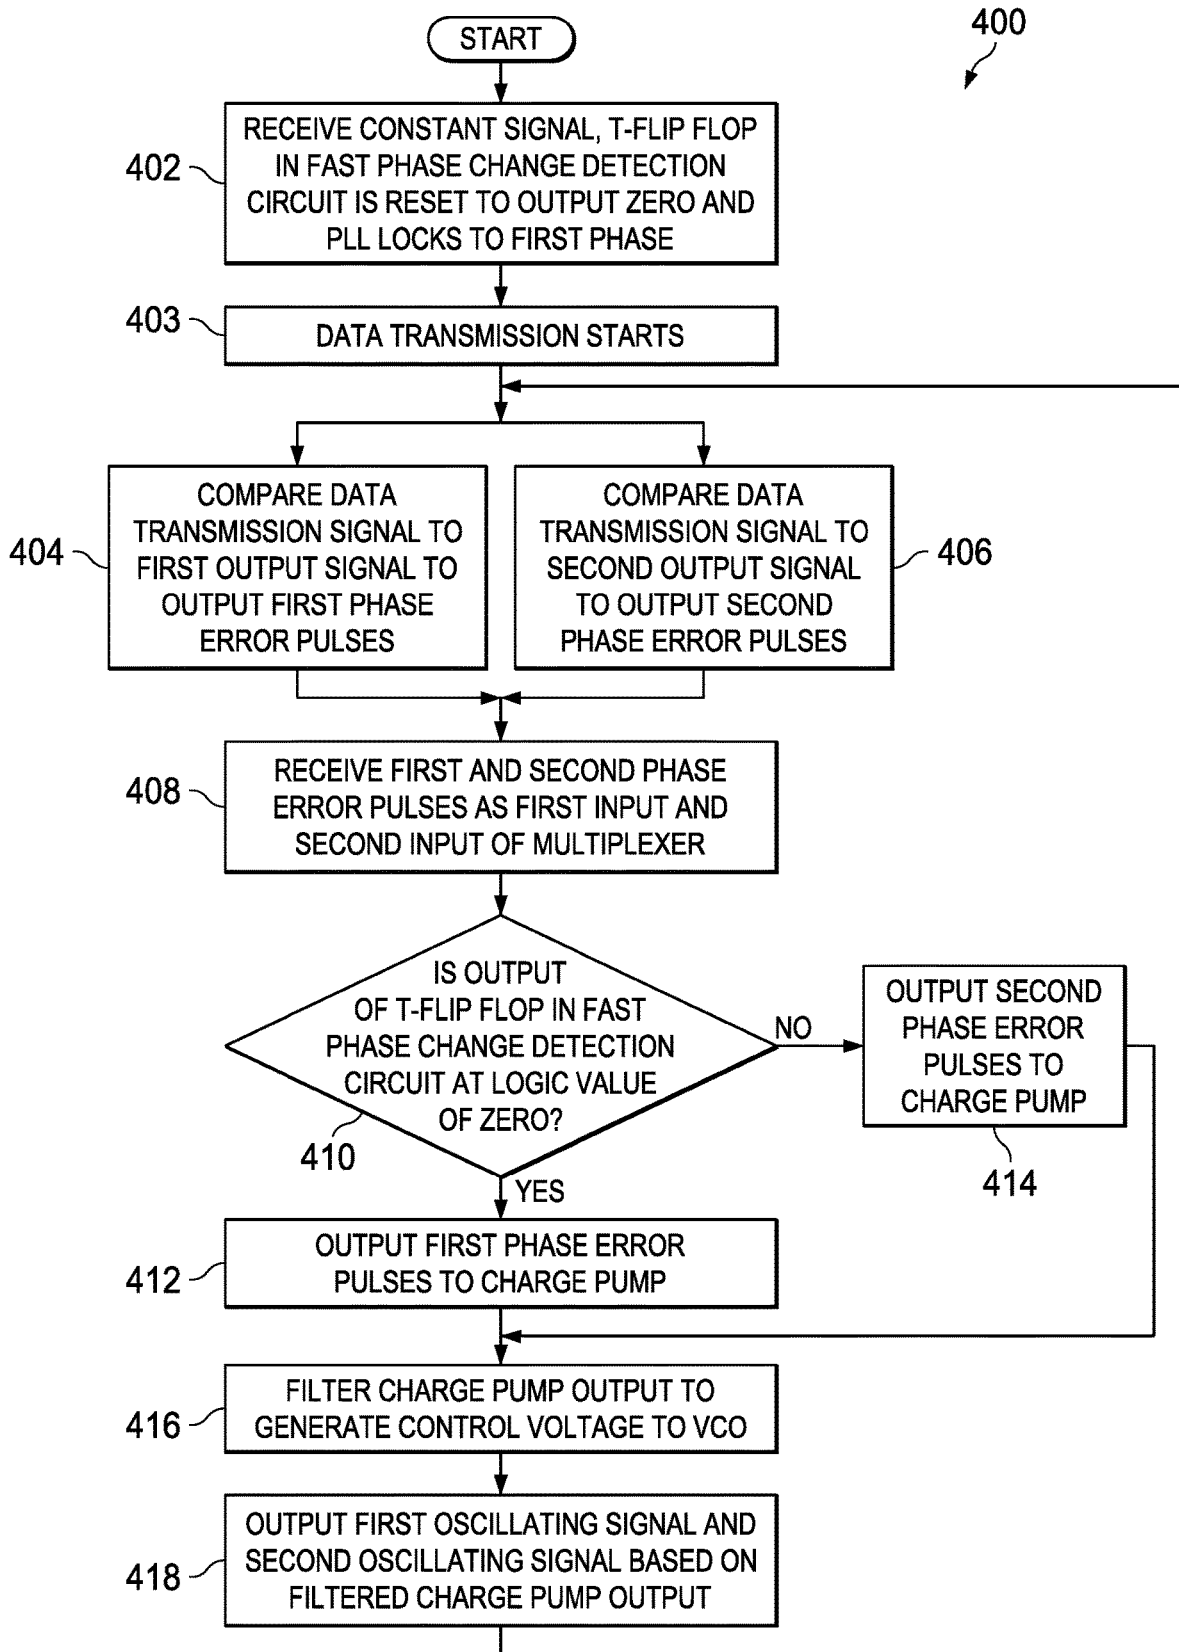 400
START
402
RECEIVE CONSTANT SIGNAL, T-FLIP FLOP
IN FAST PHASE CHANGE DETECTION
CIRCUIT IS RESET TO OUTPUT ZERO AND
PLL LOCKS TO FIRST PHASE
403
DATA TRANSMISSION STARTS
404
COMPARE DATA
TRANSMISSION SIGNAL TO
FIRST OUTPUT SIGNAL TO
OUTPUT FIRST PHASE
ERROR PULSES
COMPARE DATA
TRANSMISSION SIGNAL TO
SECOND OUTPUT SIGNAL
TO OUTPUT SECOND
PHASE ERROR PULSES
406
408
RECEIVE FIRST AND SECOND PHASE
ERROR PULSES AS FIRST INPUT AND
SECOND INPUT OF MULTIPLEXER
IS OUTPUT
OF T-FLIP FLOP IN FAST
PHASE CHANGE DETECTION
CIRCUIT AT LOGIC VALUE
OF ZERO?
410
NO
OUTPUT SECOND
PHASE ERROR
PULSES TO
CHARGE PUMP
414
YES
412
OUTPUT FIRST PHASE ERROR
PULSES TO CHARGE PUMP
416
FILTER CHARGE PUMP OUTPUT TO
GENERATE CONTROL VOLTAGE TO VCO
418
OUTPUT FIRST OSCILLATING SIGNAL AND
SECOND OSCILLATING SIGNAL BASED ON
FILTERED CHARGE PUMP OUTPUT